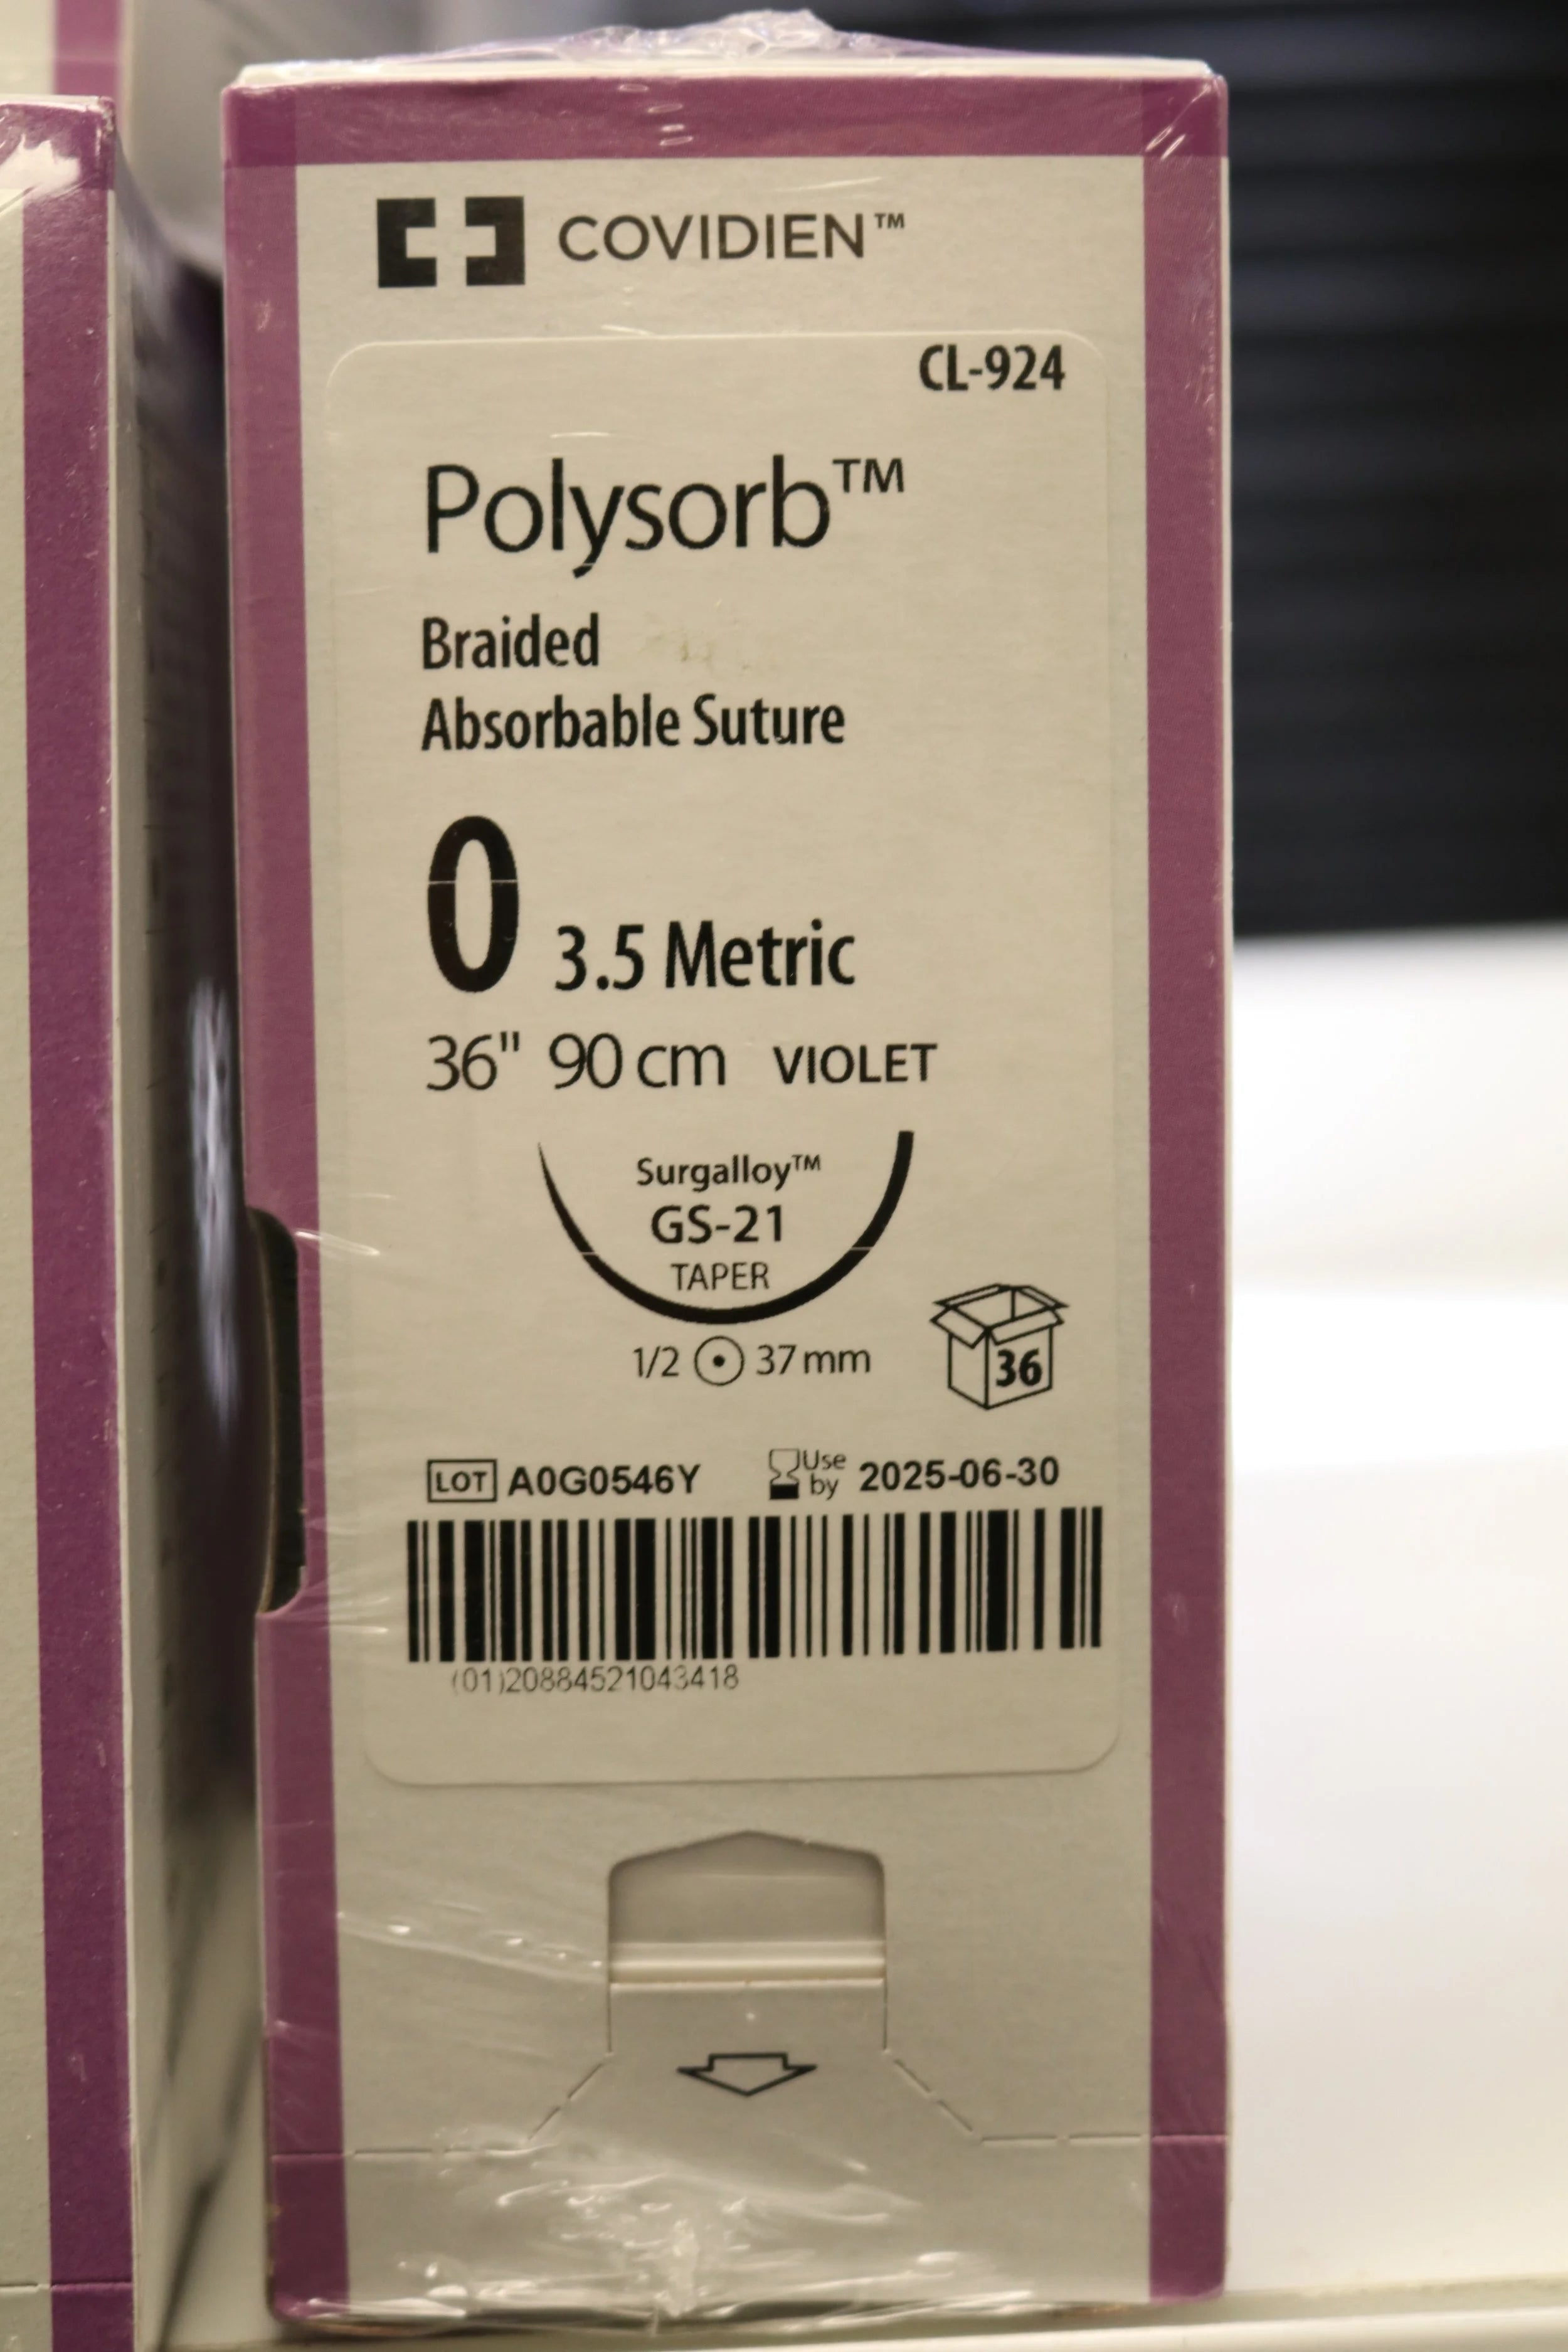 COVIDIEN™
CL-924
Polysorb™
Braided
Absorbable Suture
0 3.5 Metric
36" 90 cm VIOLET
Surgalloy™
GS-21
TAPER
1/2 37 mm
36
LOT A0G0546Y Use by 2025-06-30
(01)20884521043418